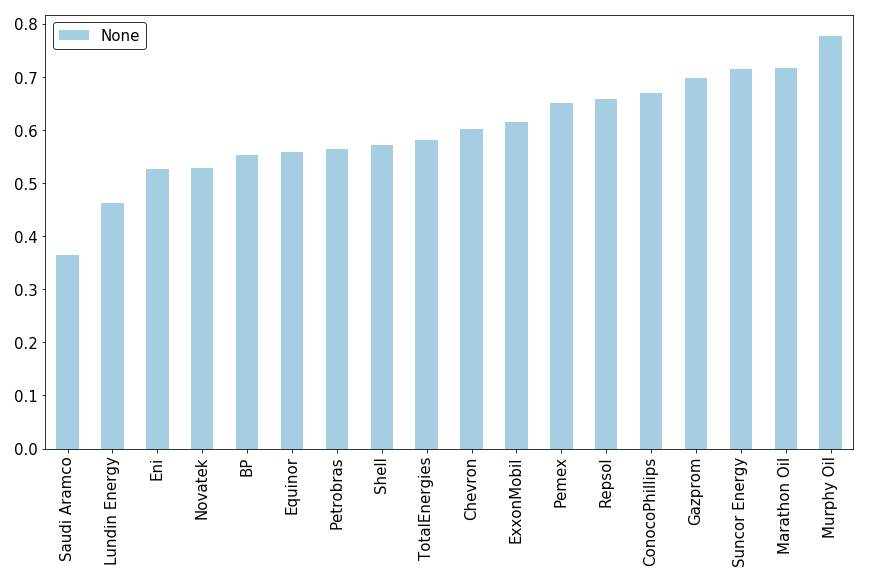 None
0.8
0.7
0.6
0.5
0.4
0.3
0.2
0.1
0.0
Saudi Aramco
Lundin Energy
Eni
Novatek
BP
Equinor
Petrobras
Shell
TotalEnergies
Chevron
ExxonMobil
Pemex
Repsol
ConocoPhillips
Gazprom
Suncor Energy
Marathon Oil
Murphy Oil